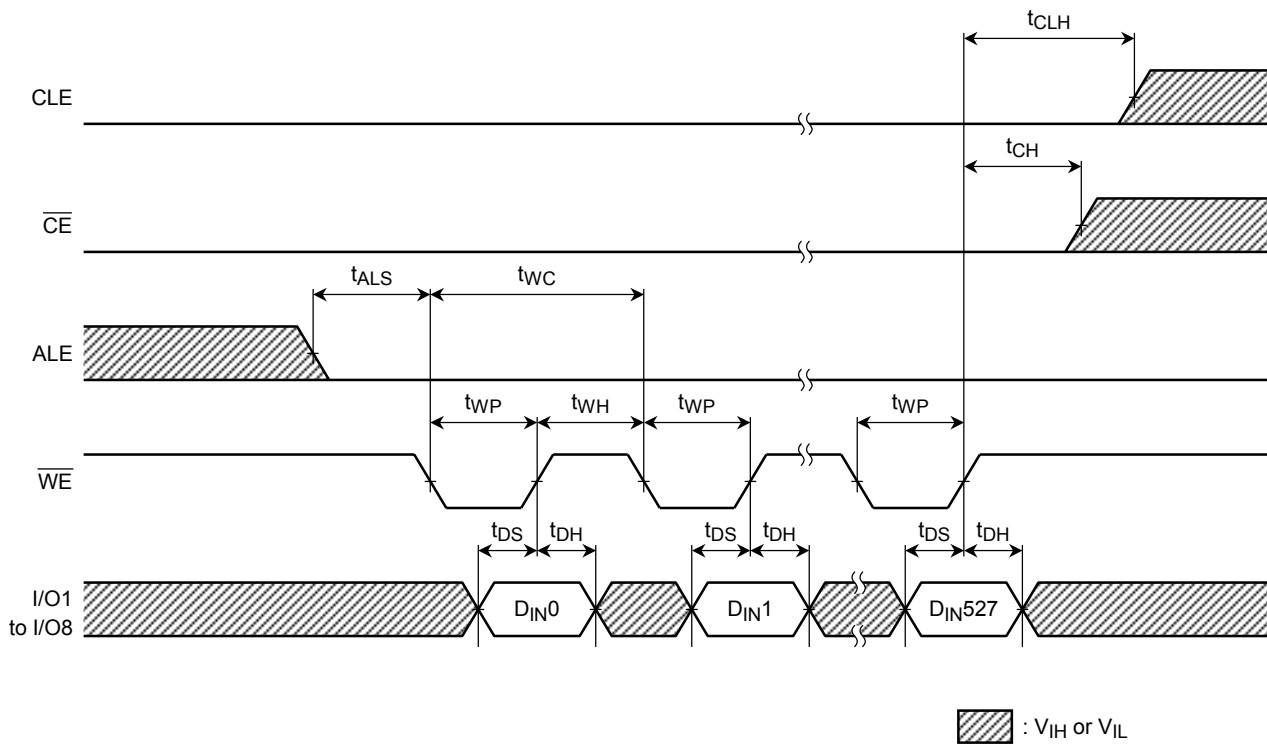 tCLH
CLE
tCH
CE
tALS
tWC
ALE
tWP
tWH
tWP
tWP
WE
tDS
tDH
tDS
tDH
tDS
tDH
I/O1
to I/O8
DIN0
DIN1
DIN527
: VIH or VIL